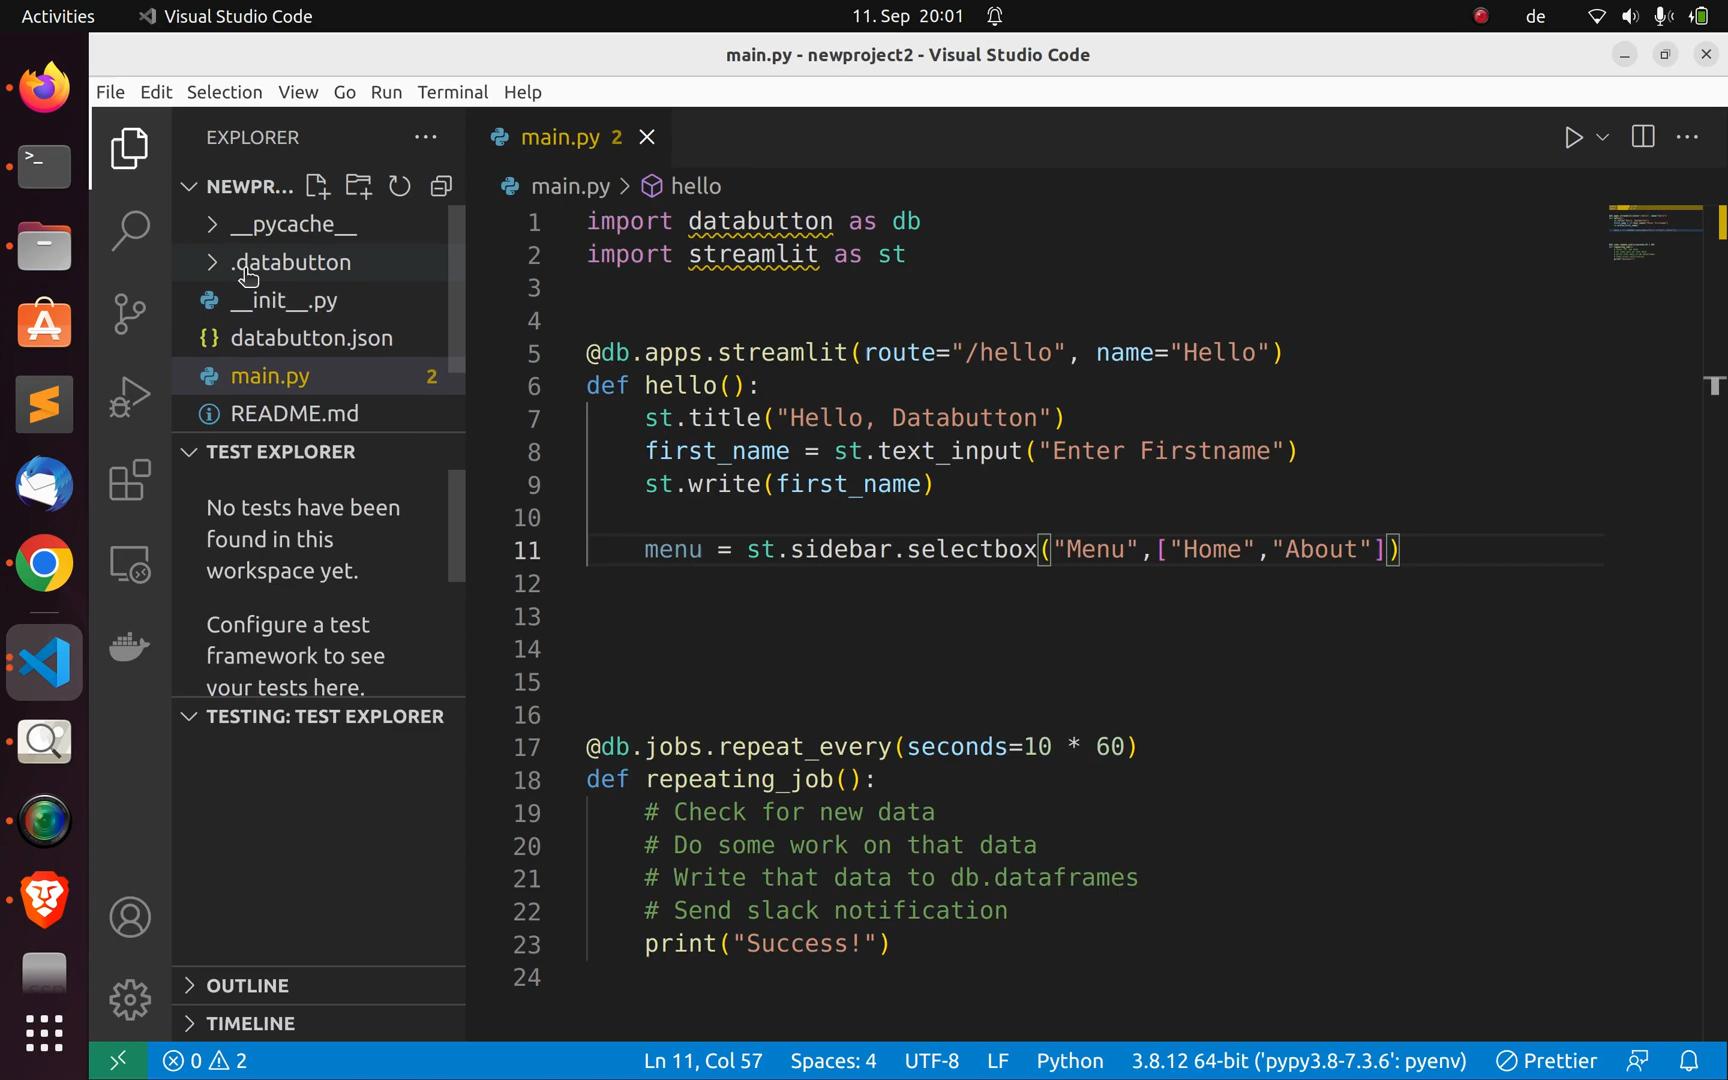 Activities
Visual Studio Code
11. Sep 20:01
de
main.py - newproject2 - Visual Studio Code
File Edit Selection View Go Run Terminal Help
EXPLORER
NEWPR...
__pycache__
.databutton
__init__.py
databutton.json
main.py 2
README.md
TEST EXPLORER
No tests have been
found in this
workspace yet.
Configure a test
framework to see
your tests here.
TESTING: TEST EXPLORER
OUTLINE
TIMELINE
main.py 2
main.py > hello
1 import databutton as db
2 import streamlit as st
3
4
5 @db.apps.streamlit(route="/hello", name="Hello")
6 def hello():
7 st.title("Hello, Databutton")
8 first_name = st.text_input("Enter Firstname")
9 st.write(first_name)
10
11 menu = st.sidebar.selectbox("Menu",["Home","About"])
12
13
14
15
16
17 @db.jobs.repeat_every(seconds=10 * 60)
18 def repeating_job():
19 # Check for new data
20 # Do some work on that data
21 # Write that data to db.dataframes
22 # Send slack notification
23 print("Success!")
24
0 2
Ln 11, Col 57
Spaces: 4
UTF-8
LF
Python
3.8.12 64-bit ('pypy3.8-7.3.6': pyenv)
Prettier